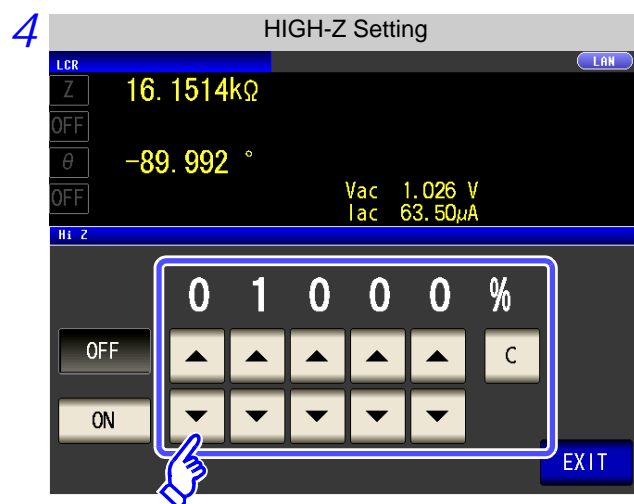 4
HIGH-Z Setting
LCR
LAN
Z 16.1514kΩ
OFF
θ -89.992 °
OFF
Vac 1.026 V
Iac 63.50μA
Hi Z
0 1 0 0 0 %
OFF
C
ON
EXIT